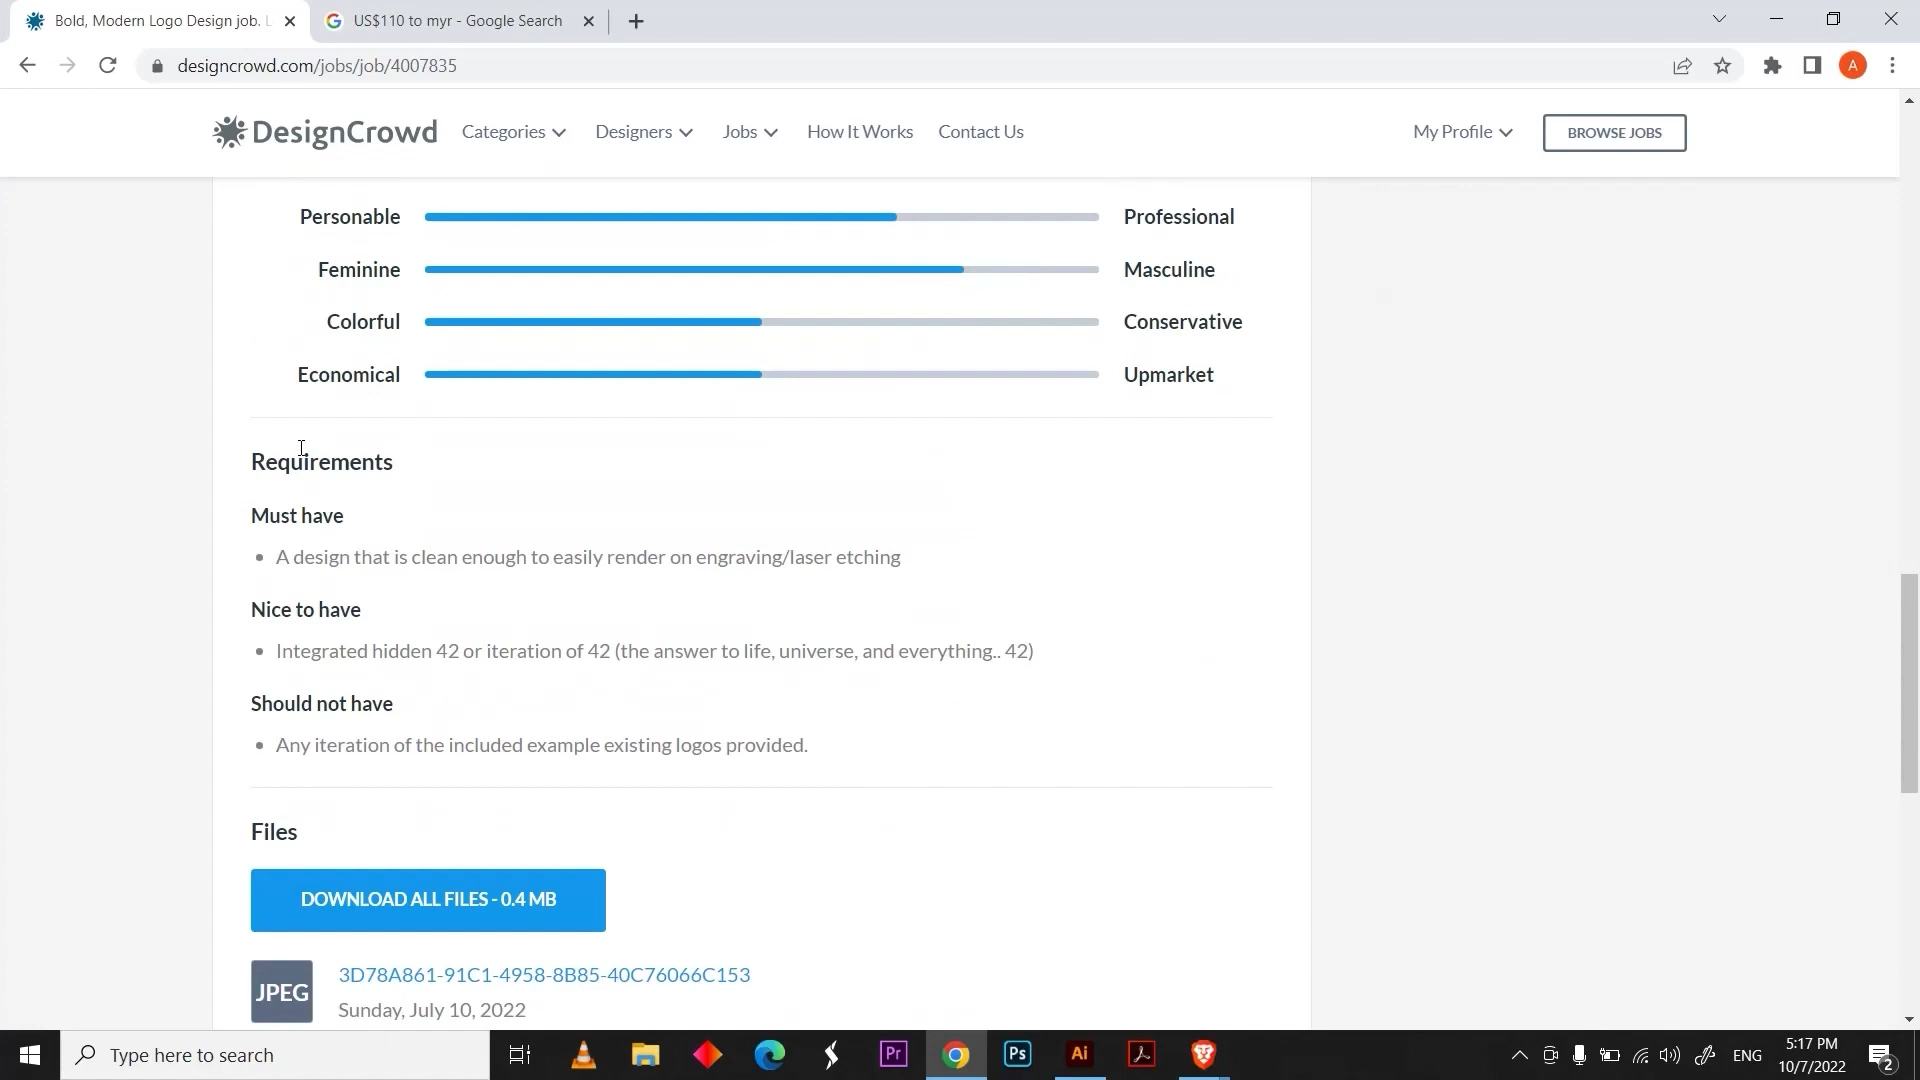 Bold, Modern Logo Design job. L
US$110 to myr - Google Search
designcrowd.com/jobs/job/4007835
A
DesignCrowd
Categories
Designers
Jobs
How It Works
Contact Us
My Profile
BROWSE JOBS
Personable
Professional
Feminine
Masculine
Colorful
Conservative
Economical
Upmarket
Requirements
Must have
• A design that is clean enough to easily render on engraving/laser etching
Nice to have
• Integrated hidden 42 or iteration of 42 (the answer to life, universe, and everything.. 42)
Should not have
• Any iteration of the included example existing logos provided.
Files
DOWNLOAD ALL FILES - 0.4 MB
JPEG
3D78A861-91C1-4958-8B85-40C76066C153
Sunday, July 10, 2022
Type here to search
Pr
Ps
Ai
ENG
5:17 PM
10/7/2022
2